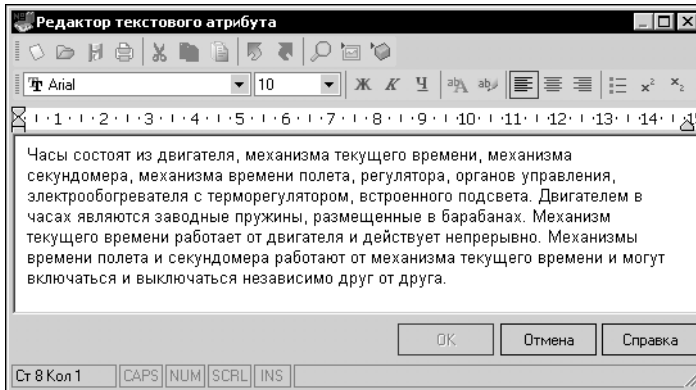 Редактор текстового атрибута
Arial 10 Ж К Ч
1 2 3 4 5 6 7 8 9 10 11 12 13 14
Часы состоят из двигателя, механизма текущего времени, механизма
секундомера, механизма времени полета, регулятора, органов управления,
электрообогревателя с терморегулятором, встроенного подсвета. Двигателем в
часах являются заводные пружины, размещенные в барабанах. Механизм
текущего времени работает от двигателя и действует непрерывно. Механизмы
времени полета и секундомера работают от механизма текущего времени и могут
включаться и выключаться независимо друг от друга.
ОК Отмена Справка
Ст 8 Кол 1 CAPS NUM SCRL INS